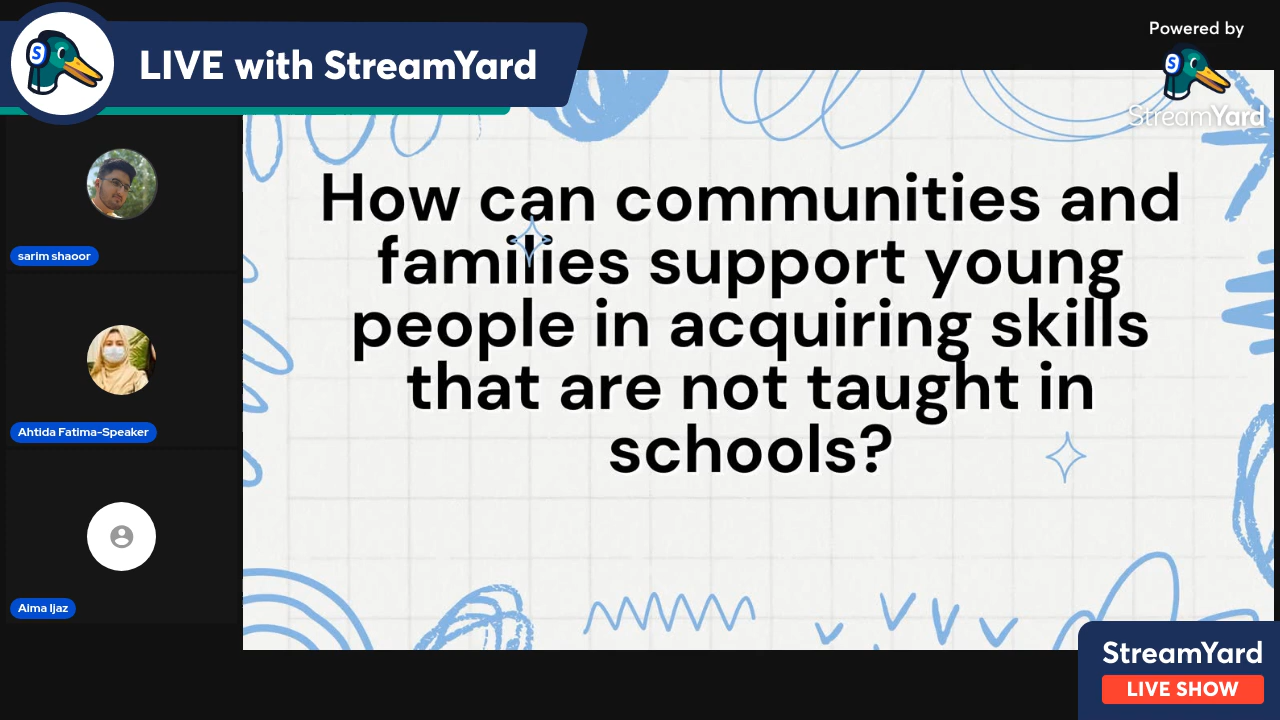 LIVE with StreamYard
Powered by
StreamYard
S
S
How can communities and
families support young
people in acquiring skills
that are not taught in
schools?
sarim shaoor
Ahtida Fatima-Speaker
Aima Ijaz
StreamYard
LIVE SHOW